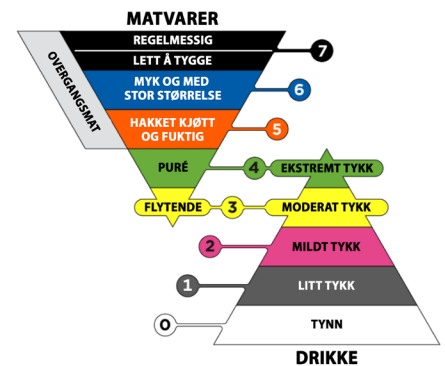 MATVARER
REGELMESSIG
LETT Å TYGGE
7
OVERGANGSMAT
MYK OG MED
STOR STØRRELSE
6
HAKKET KJØTT
OG FUKTIG
5
PURÉ
4
EKSTREMT TYKK
FLYTENDE
3
MODERAT TYKK
2
MILDT TYKK
1
LITT TYKK
0
TYNN
DRIKKE